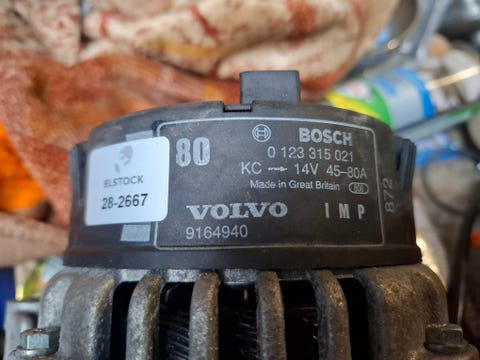 ELSTOCK
28-2667
80
BOSCH
0 123 315 021
KC → 14V 45-80A
Made in Great Britain
VOLVO IMP
9164940
872